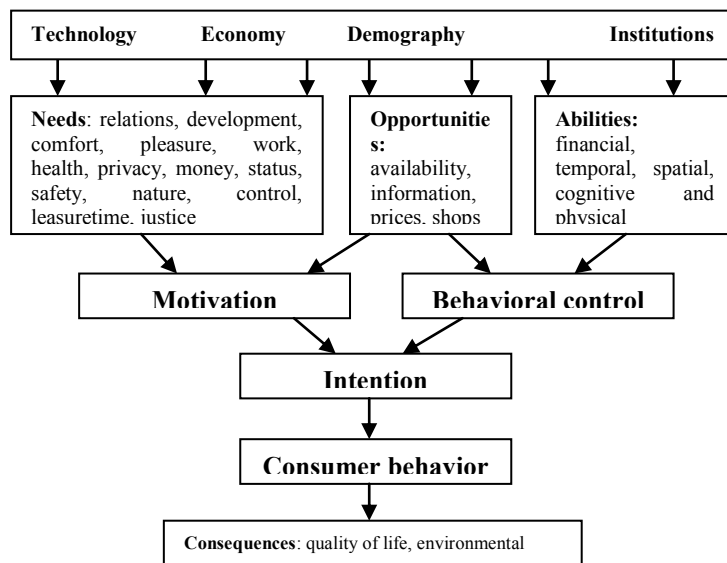 Technology Economy Demography Institutions
Needs: relations, development,
comfort, pleasure, work,
health, privacy, money, status,
safety, nature, control,
leasuretime, justice
Opportunitie
s:
availability,
information,
prices, shops
Abilities:
financial,
temporal, spatial,
cognitive and
physical
Motivation
Behavioral control
Intention
Consumer behavior
Consequences: quality of life, environmental